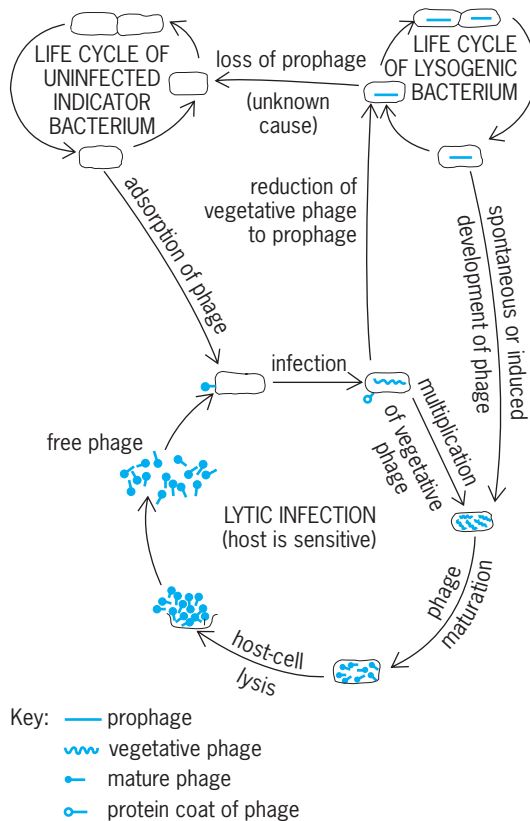 LIFE CYCLE OF
UNINFECTED
INDICATOR
BACTERIUM
loss of prophage
(unknown
cause)
LIFE CYCLE
OF LYSOGENIC
BACTERIUM
reduction of
vegetative phage
to prophage
spontaneous or induced
development of phage
adsorption of phage
infection
multiplication
of vegetative
phage
free phage
LYTIC INFECTION
(host is sensitive)
phage
maturation
host-cell
lysis
Key:
prophage
vegetative phage
mature phage
protein coat of phage